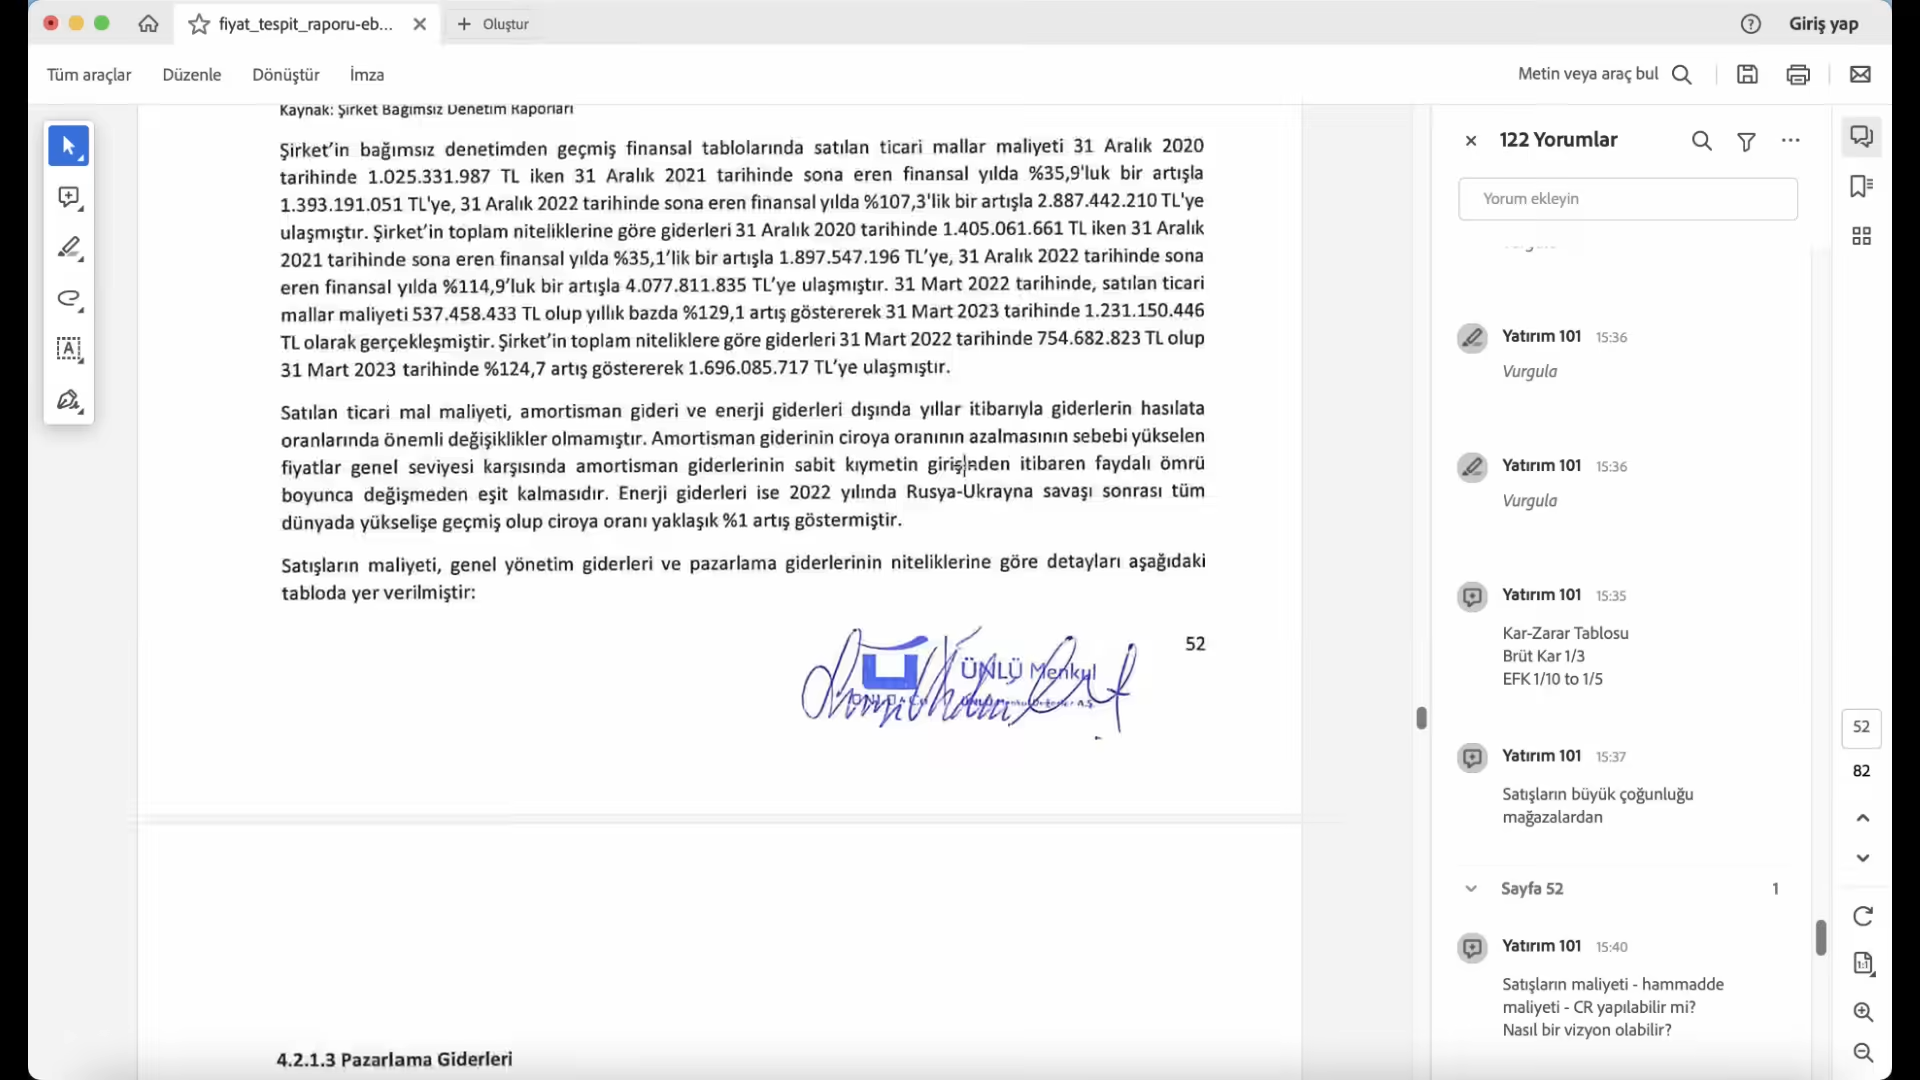 fiyat_tespit_raporu-eb...
Oluştur
Giriş yap
Tüm araçlar
Düzenle
Dönüştür
İmza
Metin veya araç bul
Kaynak: Şirket Bağımsız Denetim Raporları
Şirket’in bağımsız denetimden geçmiş finansal tablolarında satılan ticari mallar maliyeti 31 Aralık 2020
tarihinde 1.025.331.987 TL iken 31 Aralık 2021 tarihinde sona eren finansal yılda %35,9'luk bir artışla
1.393.191.051 TL'ye, 31 Aralık 2022 tarihinde sona eren finansal yılda %107,3'lik bir artışla 2.887.442.210 TL'ye
ulaşmıştır. Şirket’in toplam niteliklerine göre giderleri 31 Aralık 2020 tarihinde 1.405.061.661 TL iken 31 Aralık
2021 tarihinde sona eren finansal yılda %35,1’lik bir artışla 1.897.547.196 TL’ye, 31 Aralık 2022 tarihinde sona
eren finansal yılda %114,9’luk bir artışla 4.077.811.835 TL’ye ulaşmıştır. 31 Mart 2022 tarihinde, satılan ticari
mallar maliyeti 537.458.433 TL olup yıllık bazda %129,1 artış göstererek 31 Mart 2023 tarihinde 1.231.150.446
TL olarak gerçekleşmiştir. Şirket’in toplam niteliklere göre giderleri 31 Mart 2022 tarihinde 754.682.823 TL olup
31 Mart 2023 tarihinde %124,7 artış göstererek 1.696.085.717 TL’ye ulaşmıştır.
Satılan ticari mal maliyeti, amortisman gideri ve enerji giderleri dışında yıllar itibarıyla giderlerin hasılata
oranlarında önemli değişiklikler olmamıştır. Amortisman giderinin ciroya oranının azalmasının sebebi yükselen
fiyatlar genel seviyesi karşısında amortisman giderlerinin sabit kıymetin girişinden itibaren faydalı ömrü
boyunca değişmeden eşit kalmasıdır. Enerji giderleri ise 2022 yılında Rusya-Ukrayna savaşı sonrası tüm
dünyada yükselişe geçmiş olup ciroya oranı yaklaşık %1 artış göstermiştir.
Satışların maliyeti, genel yönetim giderleri ve pazarlama giderlerinin niteliklerine göre detayları aşağıdaki
tabloda yer verilmiştir:
52
ÜNLÜ Menkul
4.2.1.3 Pazarlama Giderleri
122 Yorumlar
Yorum ekleyin
Yatırım 101 15:36
Vurgula
Yatırım 101 15:36
Vurgula
Yatırım 101 15:35
Kar-Zarar Tablosu
Brüt Kar 1/3
EFK 1/10 to 1/5
Yatırım 101 15:37
Satışların büyük çoğunluğu
mağazalardan
Sayfa 52 1
Yatırım 101 15:40
Satışların maliyeti - hammadde
maliyeti - CR yapılabilir mi?
Nasıl bir vizyon olabilir?
52
82
1:1